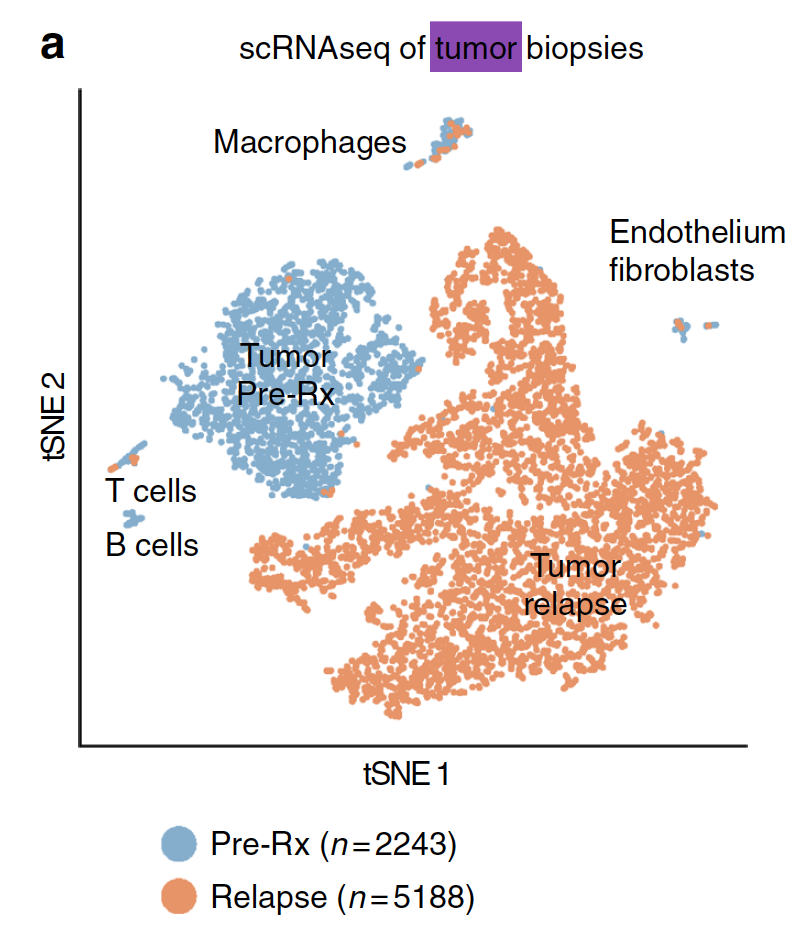 a
scRNAseq of tumor biopsies
Macrophages
Endothelium
fibroblasts
Tumor
Pre-Rx
tSNE 2
T cells
B cells
Tumor
relapse
tSNE 1
Pre-Rx (n=2243)
Relapse (n=5188)